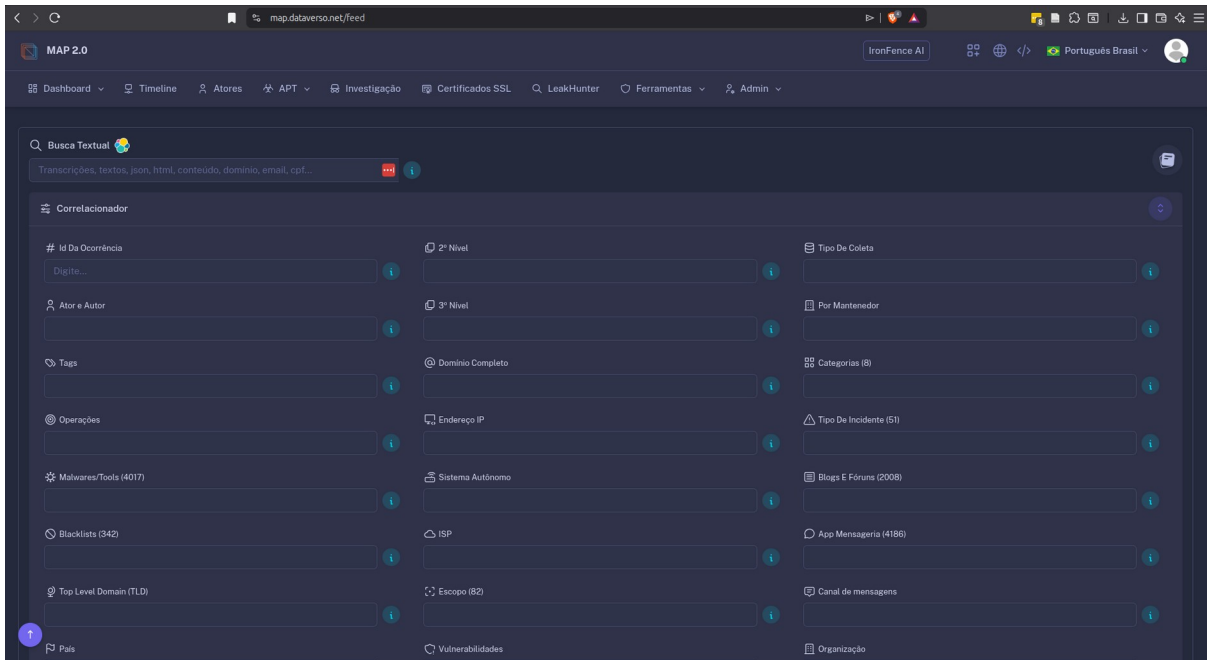 map.dataverso.net/feed
8
MAP 2.0
IronFence AI
Português Brasil
Dashboard
Timeline
Atores
APT
Investigação
Certificados SSL
LeakHunter
Ferramentas
Admin
Busca Textual
Transcrições, textos, json, html, conteúdo, domínio, email, cpf...
Correlacionador
# Id Da Ocorrência
2º Nível
Tipo De Coleta
Digite...
Ator e Autor
3º Nível
Por Mantenedor
Tags
Domínio Completo
Categorias (8)
Operações
Endereço IP
Tipo De Incidente (51)
Malwares/Tools (4017)
Sistema Autônomo
Blogs E Fóruns (2008)
Blacklists (342)
ISP
App Mensageria (4186)
Top Level Domain (TLD)
Escopo (82)
Canal de mensagens
País
Vulnerabilidades
Organização